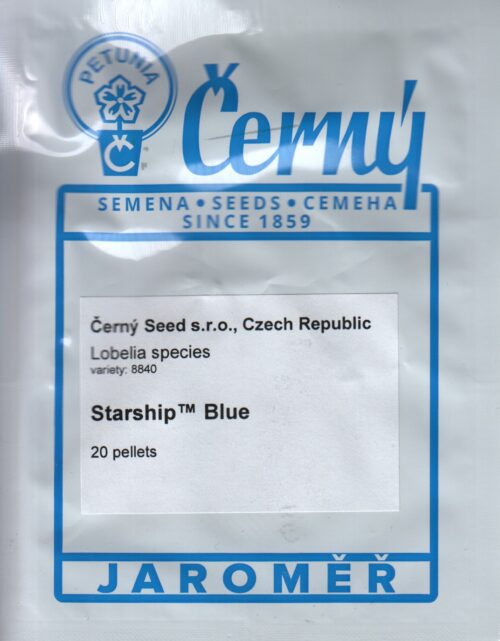 PETUNIA
Č
Černý
SEMENA • SEEDS • СЕМЕНА
SINCE 1859
Černý Seed s.r.o., Czech Republic
Lobelia species
variety: 8840
Starship™ Blue
20 pellets
JAROMĚŘ